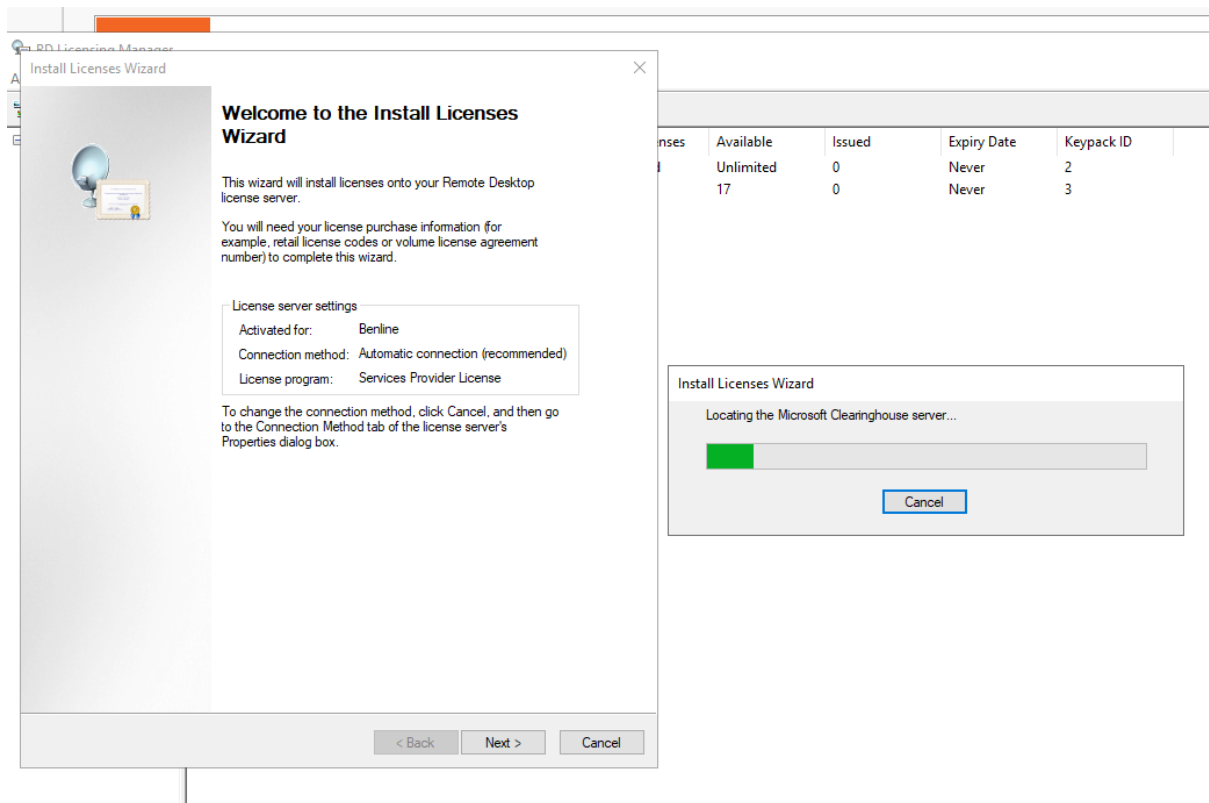 RD Licensing Manager
Install Licenses Wizard
Welcome to the Install Licenses
Wizard
This wizard will install licenses onto your Remote Desktop
license server.
You will need your license purchase information (for
example, retail license codes or volume license agreement
number) to complete this wizard.
License server settings
Activated for: Benline
Connection method: Automatic connection (recommended)
License program: Services Provider License
To change the connection method, click Cancel, and then go
to the Connection Method tab of the license server's
Properties dialog box.
< Back Next > Cancel
Available Issued Expiry Date Keypack ID
Unlimited 0 Never 2
17 0 Never 3
Install Licenses Wizard
Locating the Microsoft Clearinghouse server...
Cancel